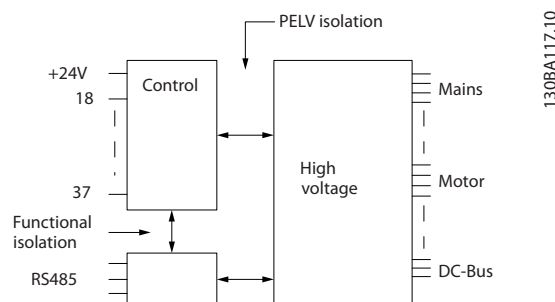 PELV isolation
+24V
18
37
Control
Mains
High
voltage
Motor
Functional
isolation
RS485
DC-Bus
130BA117.10